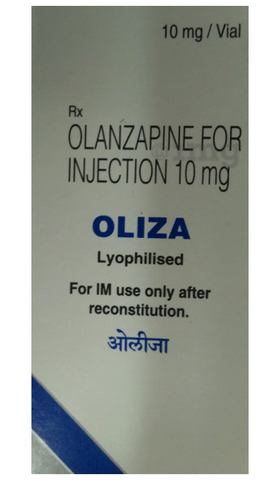 10 mg / Vial
Rx
OLANZAPINE FOR
INJECTION 10 mg
OLIZA
Lyophilised
For IM use only after
reconstitution.
ओलीजा